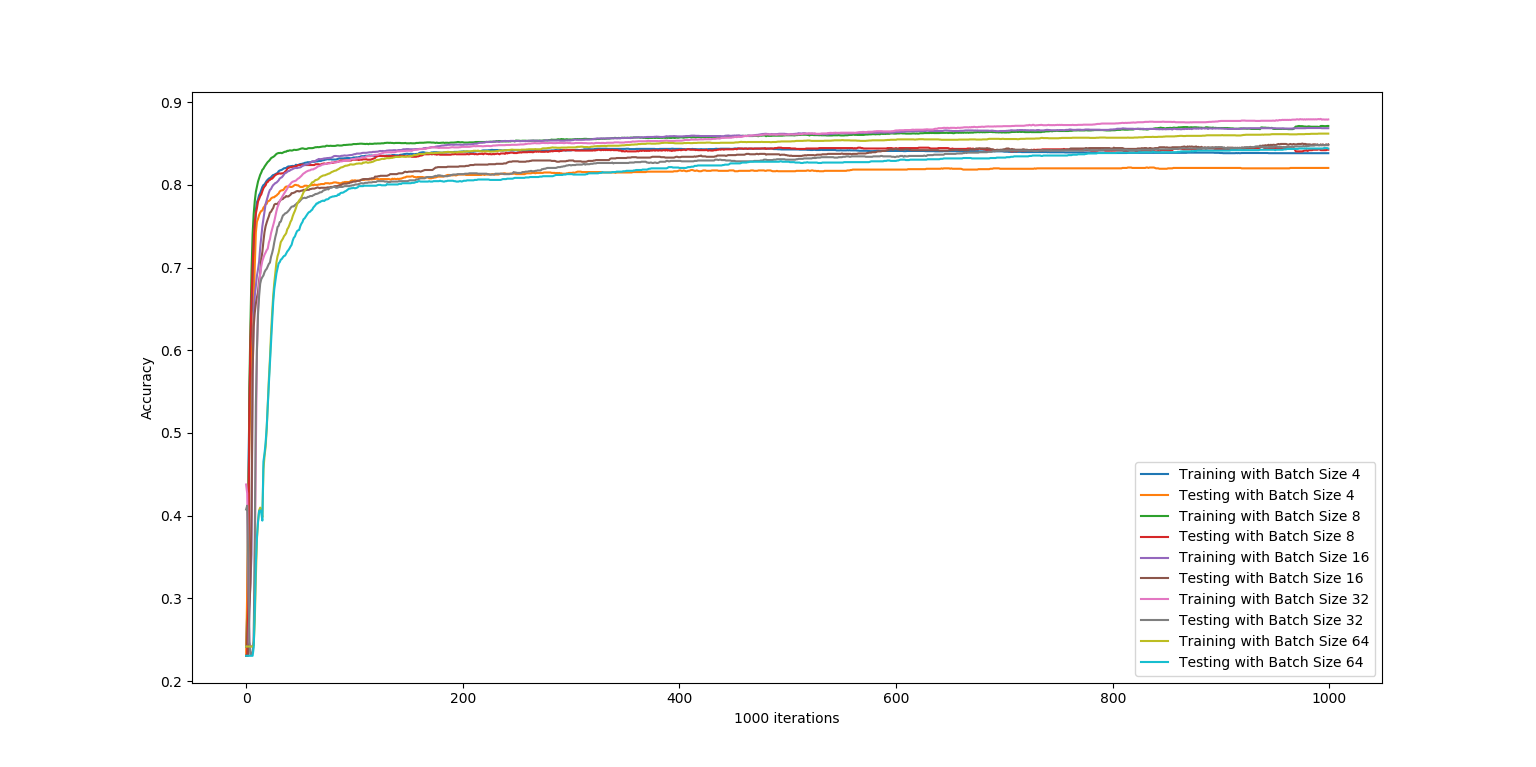 0.9
0.8
0.7
0.6
0.5
0.4
0.3
0.2
Accuracy
0
200
400
600
800
1000
1000 iterations
Training with Batch Size 4
Testing with Batch Size 4
Training with Batch Size 8
Testing with Batch Size 8
Training with Batch Size 16
Testing with Batch Size 16
Training with Batch Size 32
Testing with Batch Size 32
Training with Batch Size 64
Testing with Batch Size 64